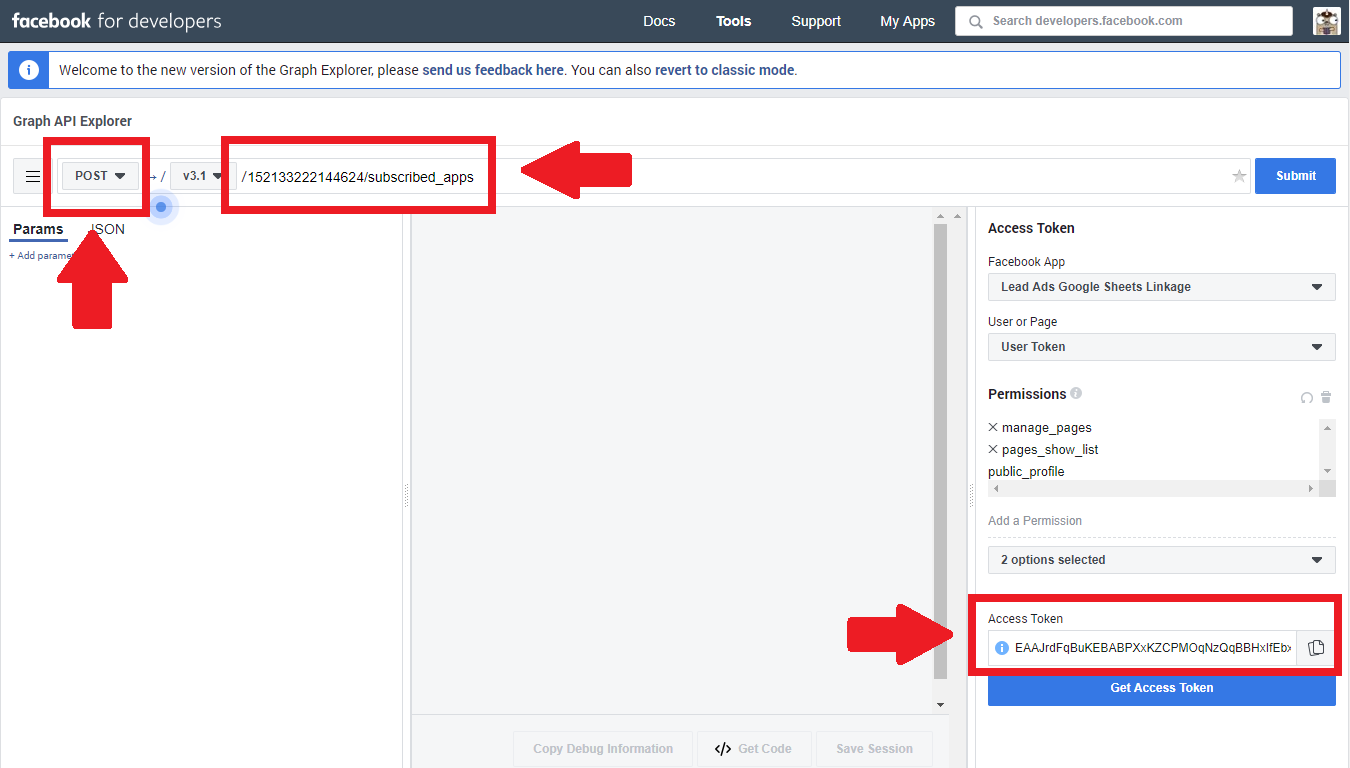 facebook for developers
Docs
Tools
Support
My Apps
Search developers.facebook.com
Welcome to the new version of the Graph Explorer, please send us feedback here. You can also revert to classic mode.
Graph API Explorer
POST
→ /
v3.1
/152133222144624/subscribed_apps
Submit
Params
JSON
+ Add parame
Access Token
Facebook App
Lead Ads Google Sheets Linkage
User or Page
User Token
Permissions
manage_pages
pages_show_list
public_profile
Add a Permission
2 options selected
Access Token
EAAJrdFqBuKEBABPXxKZCPMOqNzQqBBHxIfEbx
Get Access Token
Copy Debug Information
</> Get Code
Save Session